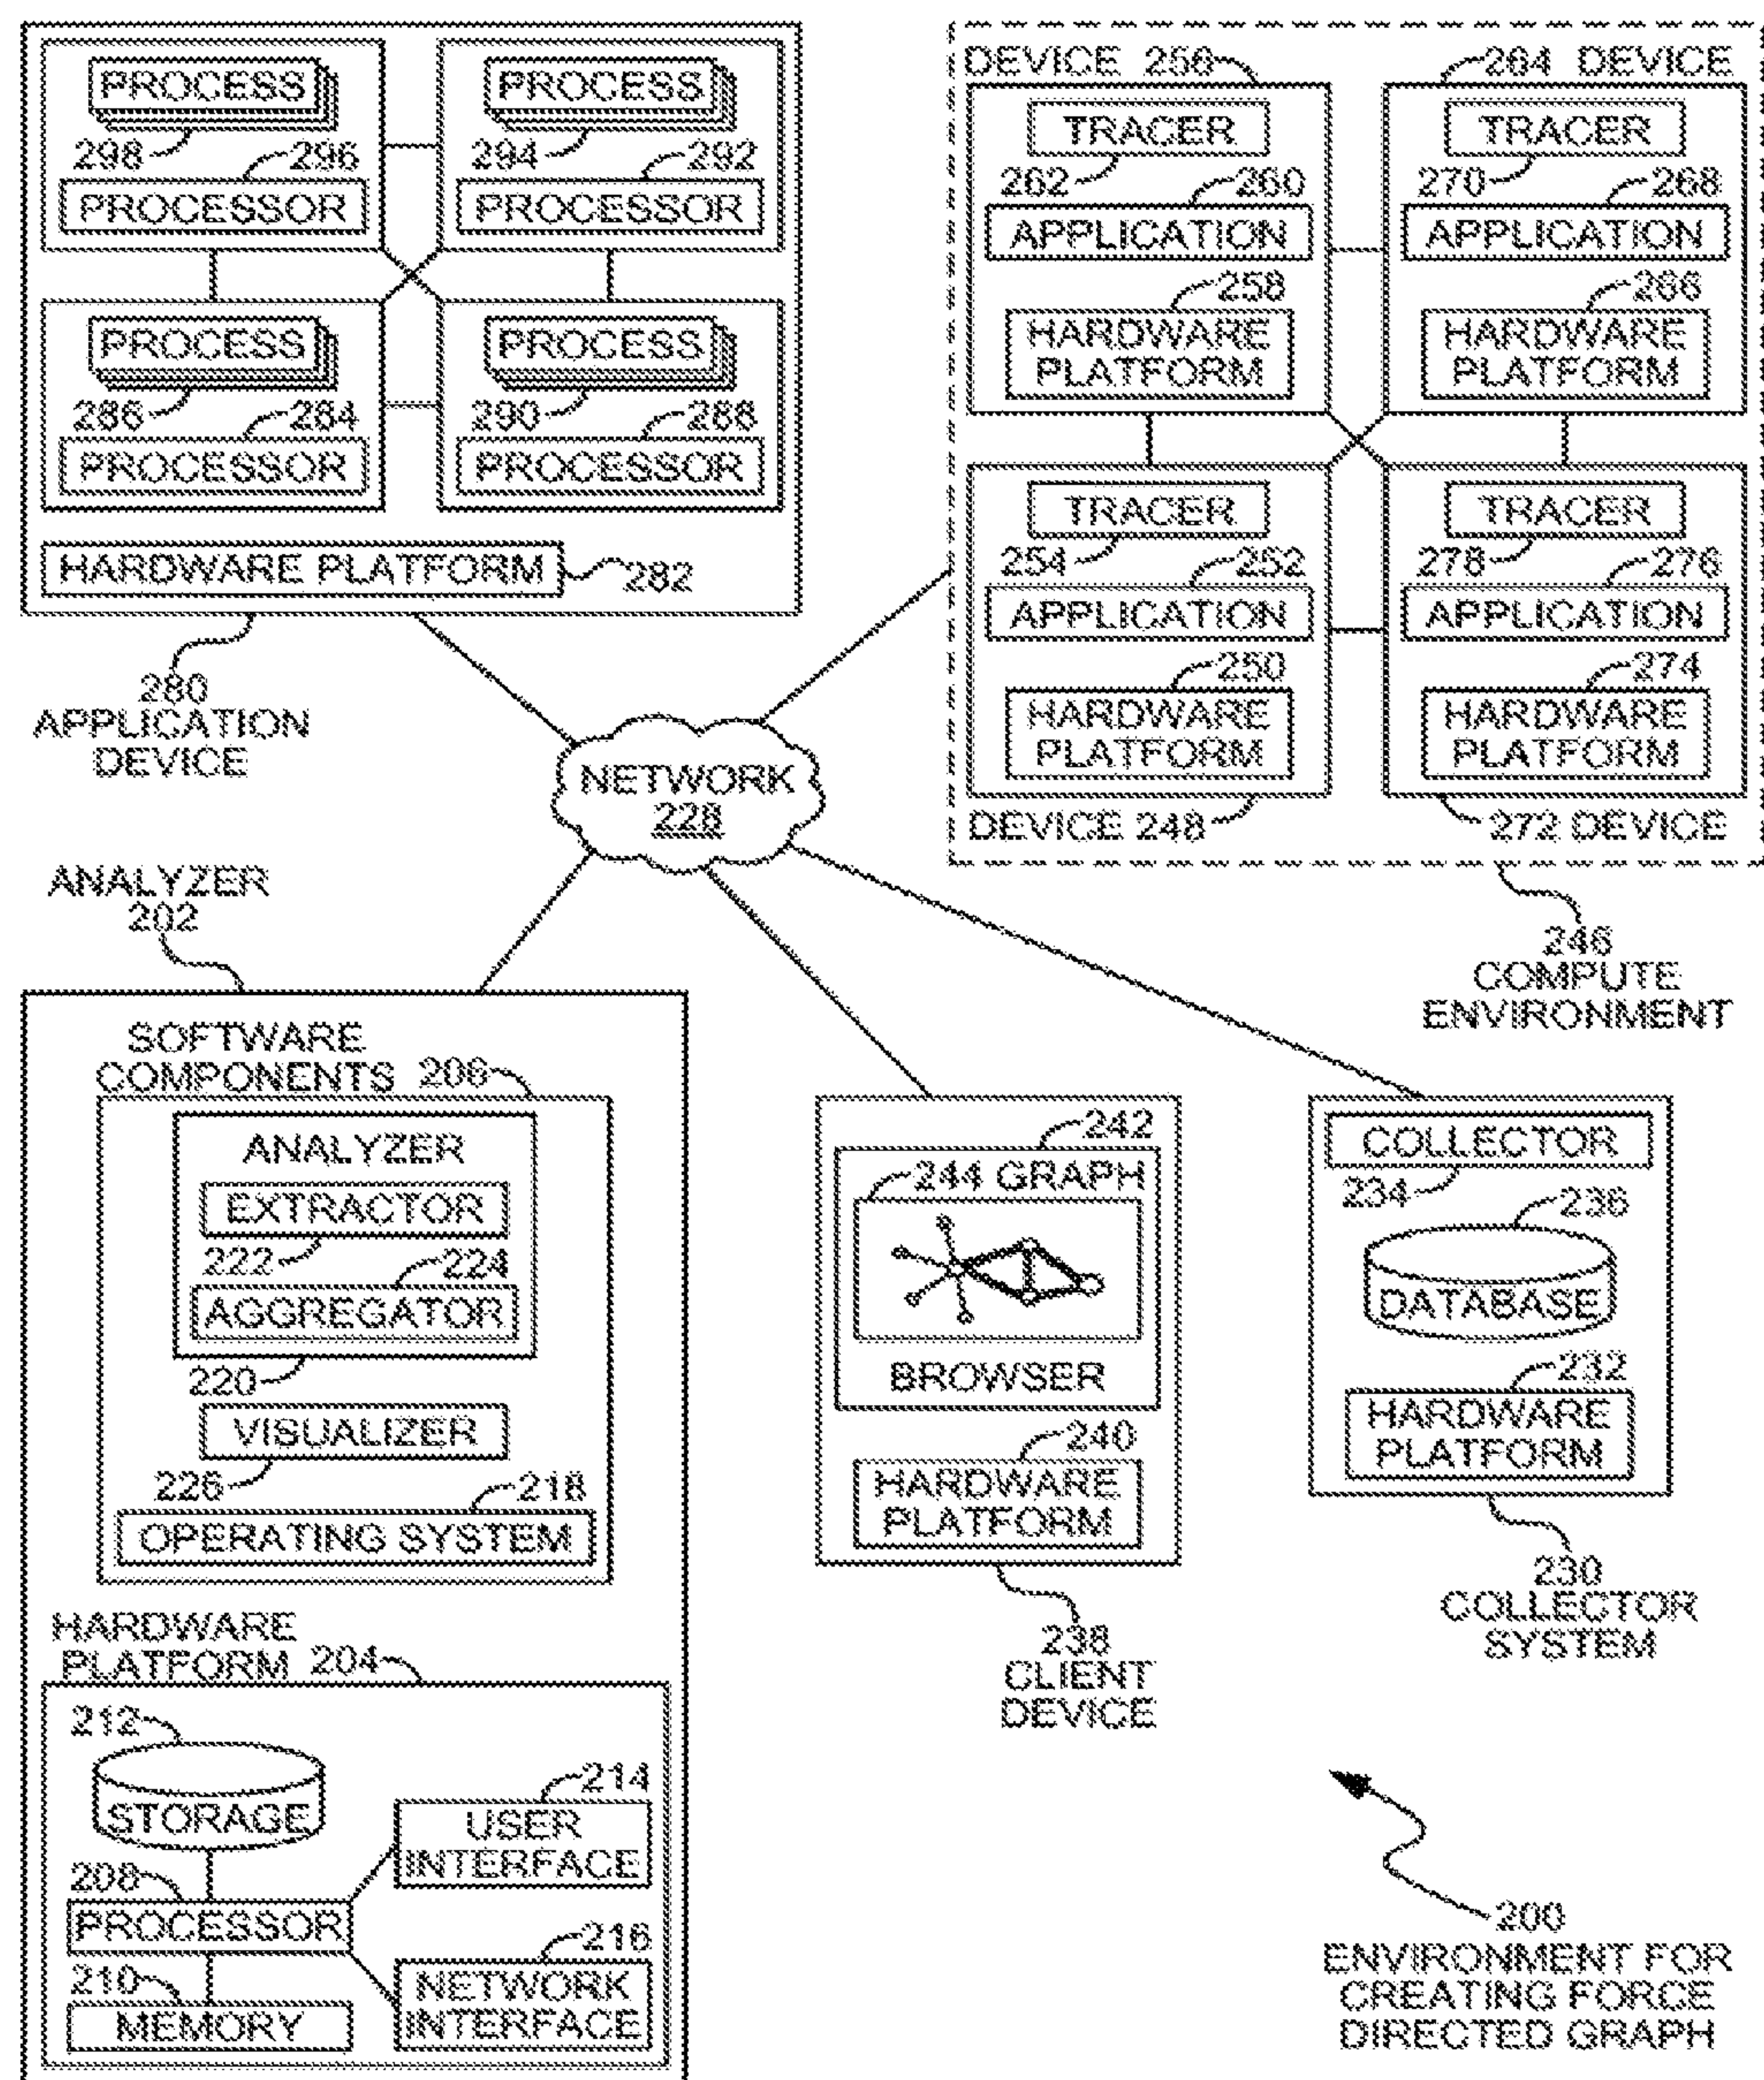 PROCESS
298 296
PROCESSOR
PROCESS
294 292
PROCESSOR
PROCESS
286 284
PROCESSOR
PROCESS
290 288
PROCESSOR
HARDWARE PLATFORM 282
280
APPLICATION
DEVICE
DEVICE 256
TRACER
262 260
APPLICATION
258
HARDWARE
PLATFORM
264 DEVICE
TRACER
270 268
APPLICATION
266
HARDWARE
PLATFORM
TRACER
254 252
APPLICATION
250
HARDWARE
PLATFORM
DEVICE 248
TRACER
278 276
APPLICATION
274
HARDWARE
PLATFORM
272 DEVICE
246
COMPUTE
ENVIRONMENT
NETWORK
228
ANALYZER
202
SOFTWARE
COMPONENTS 206
ANALYZER
EXTRACTOR
222 224
AGGREGATOR
220
VISUALIZER
226 218
OPERATING SYSTEM
HARDWARE
PLATFORM 204
212
STORAGE
214
USER
INTERFACE
208
PROCESSOR
216
NETWORK
INTERFACE
210
MEMORY
242
244 GRAPH
BROWSER
240
HARDWARE
PLATFORM
238
CLIENT
DEVICE
COLLECTOR
234 236
DATABASE
232
HARDWARE
PLATFORM
230
COLLECTOR
SYSTEM
200
ENVIRONMENT FOR
CREATING FORCE
DIRECTED GRAPH